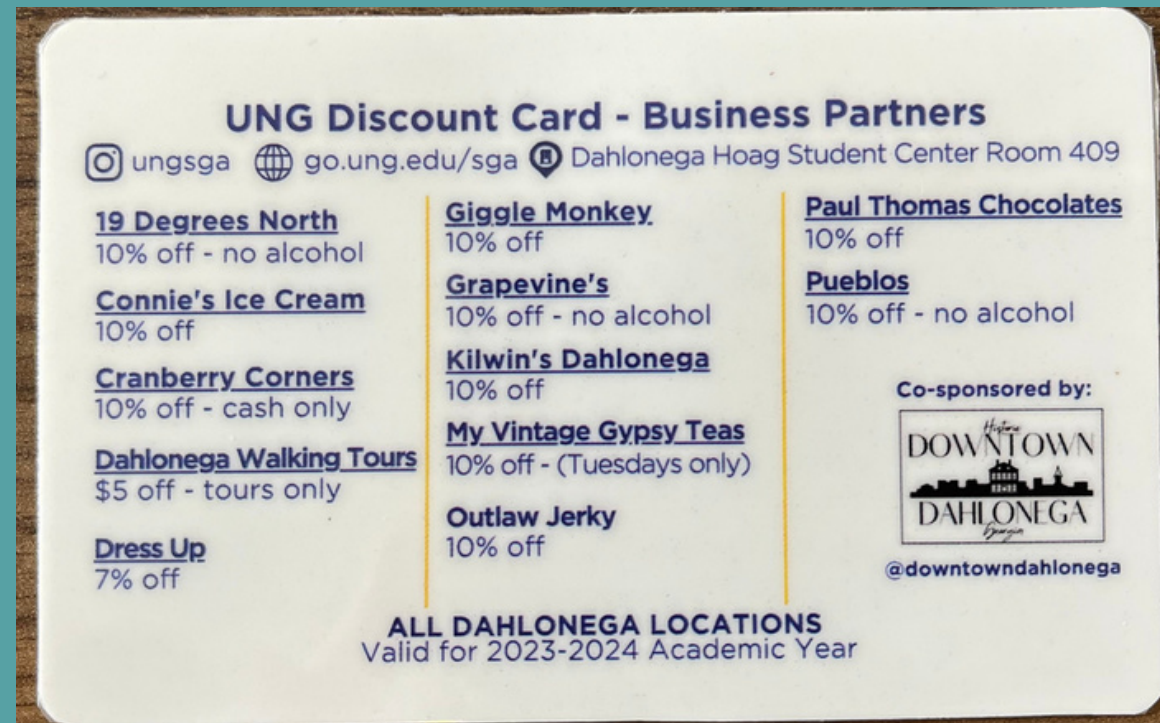 UNG Discount Card - Business Partners
ungsga go.ung.edu/sga Dahlonega Hoag Student Center Room 409
19 Degrees North
10% off - no alcohol
Connie's Ice Cream
10% off
Cranberry Corners
10% off - cash only
Dahlonega Walking Tours
$5 off - tours only
Dress Up
7% off
Giggle Monkey
10% off
Grapevine's
10% off - no alcohol
Kilwin's Dahlonega
10% off
My Vintage Gypsy Teas
10% off - (Tuesdays only)
Outlaw Jerky
10% off
Paul Thomas Chocolates
10% off
Pueblos
10% off - no alcohol
Co-sponsored by:
Historic
DOWNTOWN
DAHLONEGA
Georgia
@downtowndahlonega
ALL DAHLONEGA LOCATIONS
Valid for 2023-2024 Academic Year